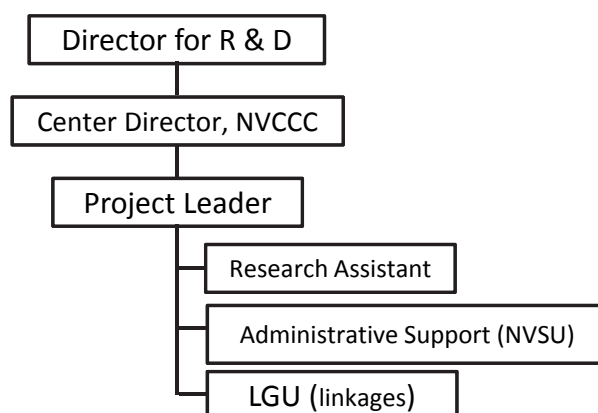 Director for R & D
Center Director, NVCCC
Project Leader
Research Assistant
Administrative Support (NVSU)
LGU (linkages)